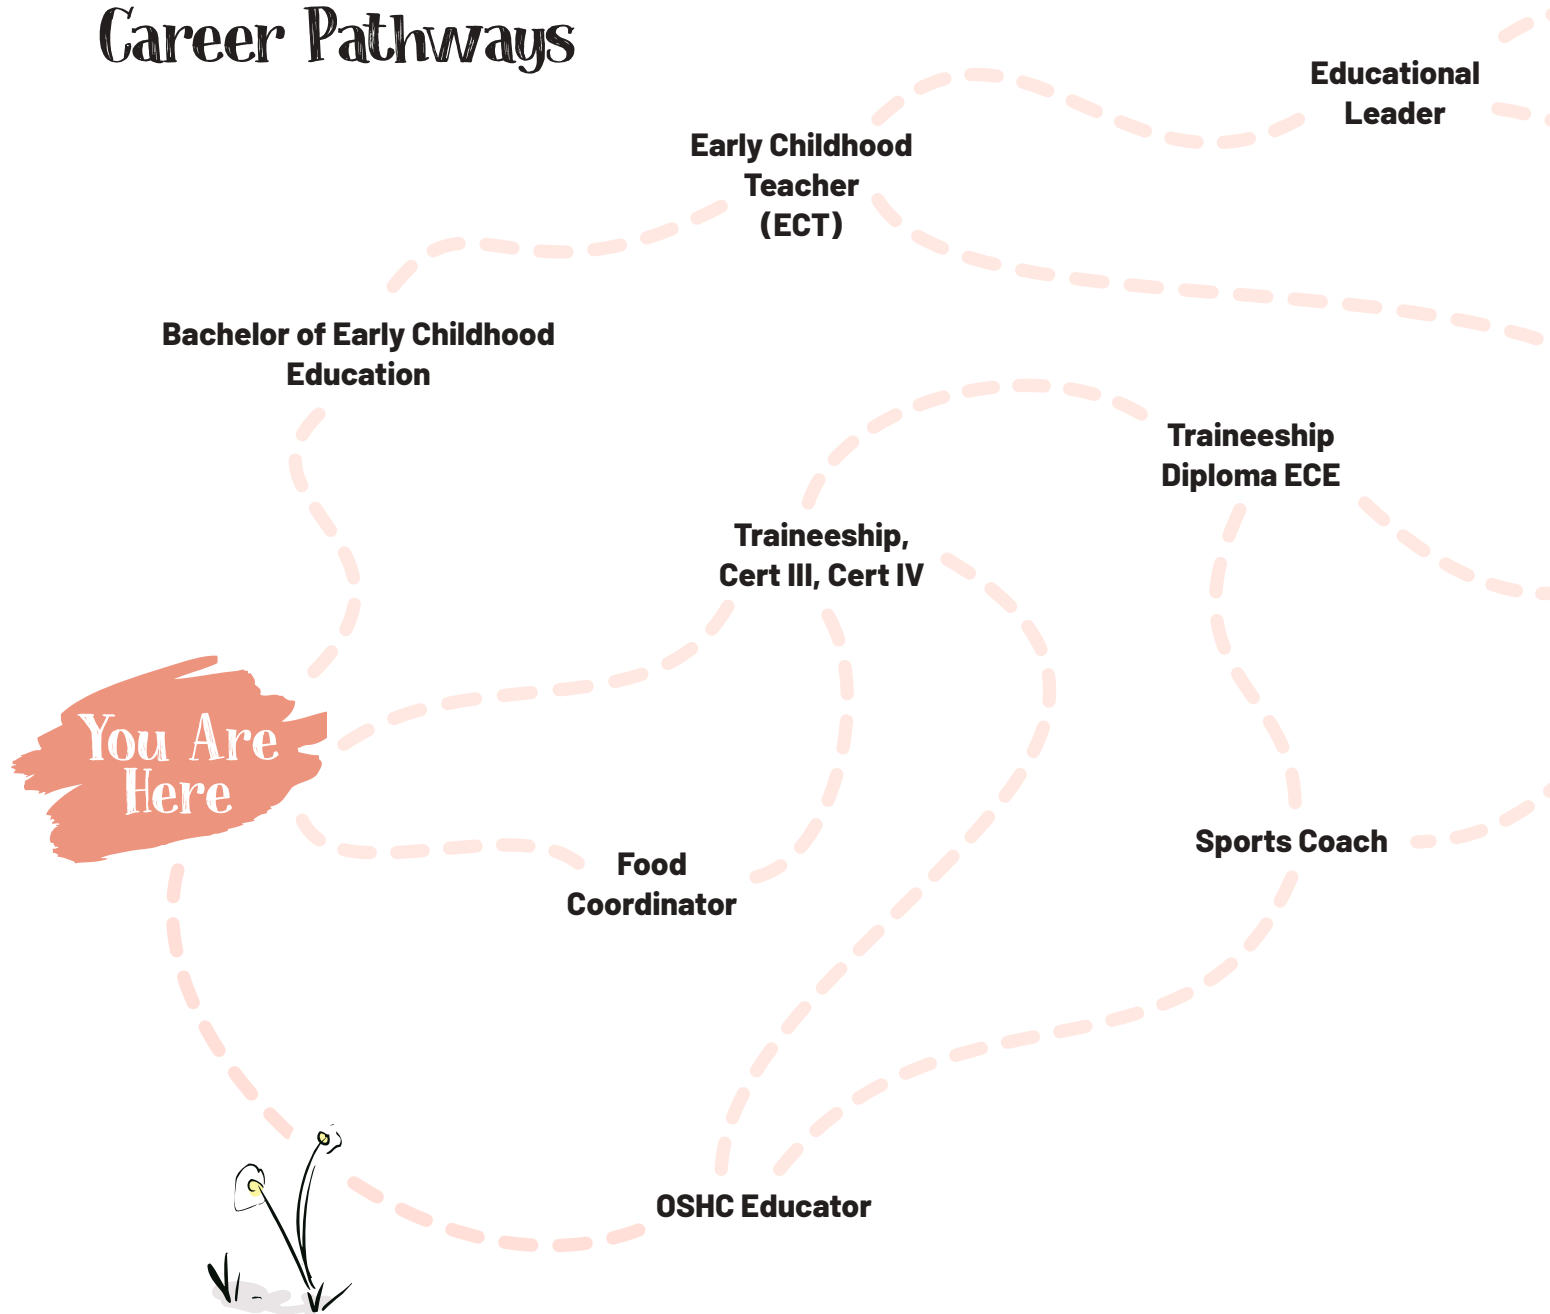 Career Pathways
Educational
Leader
Early Childhood
Teacher
(ECT)
Bachelor of Early Childhood
Education
Traineeship
Diploma ECE
Traineeship,
Cert III, Cert IV
You Are
Here
Sports Coach
Food
Coordinator
OSHC Educator